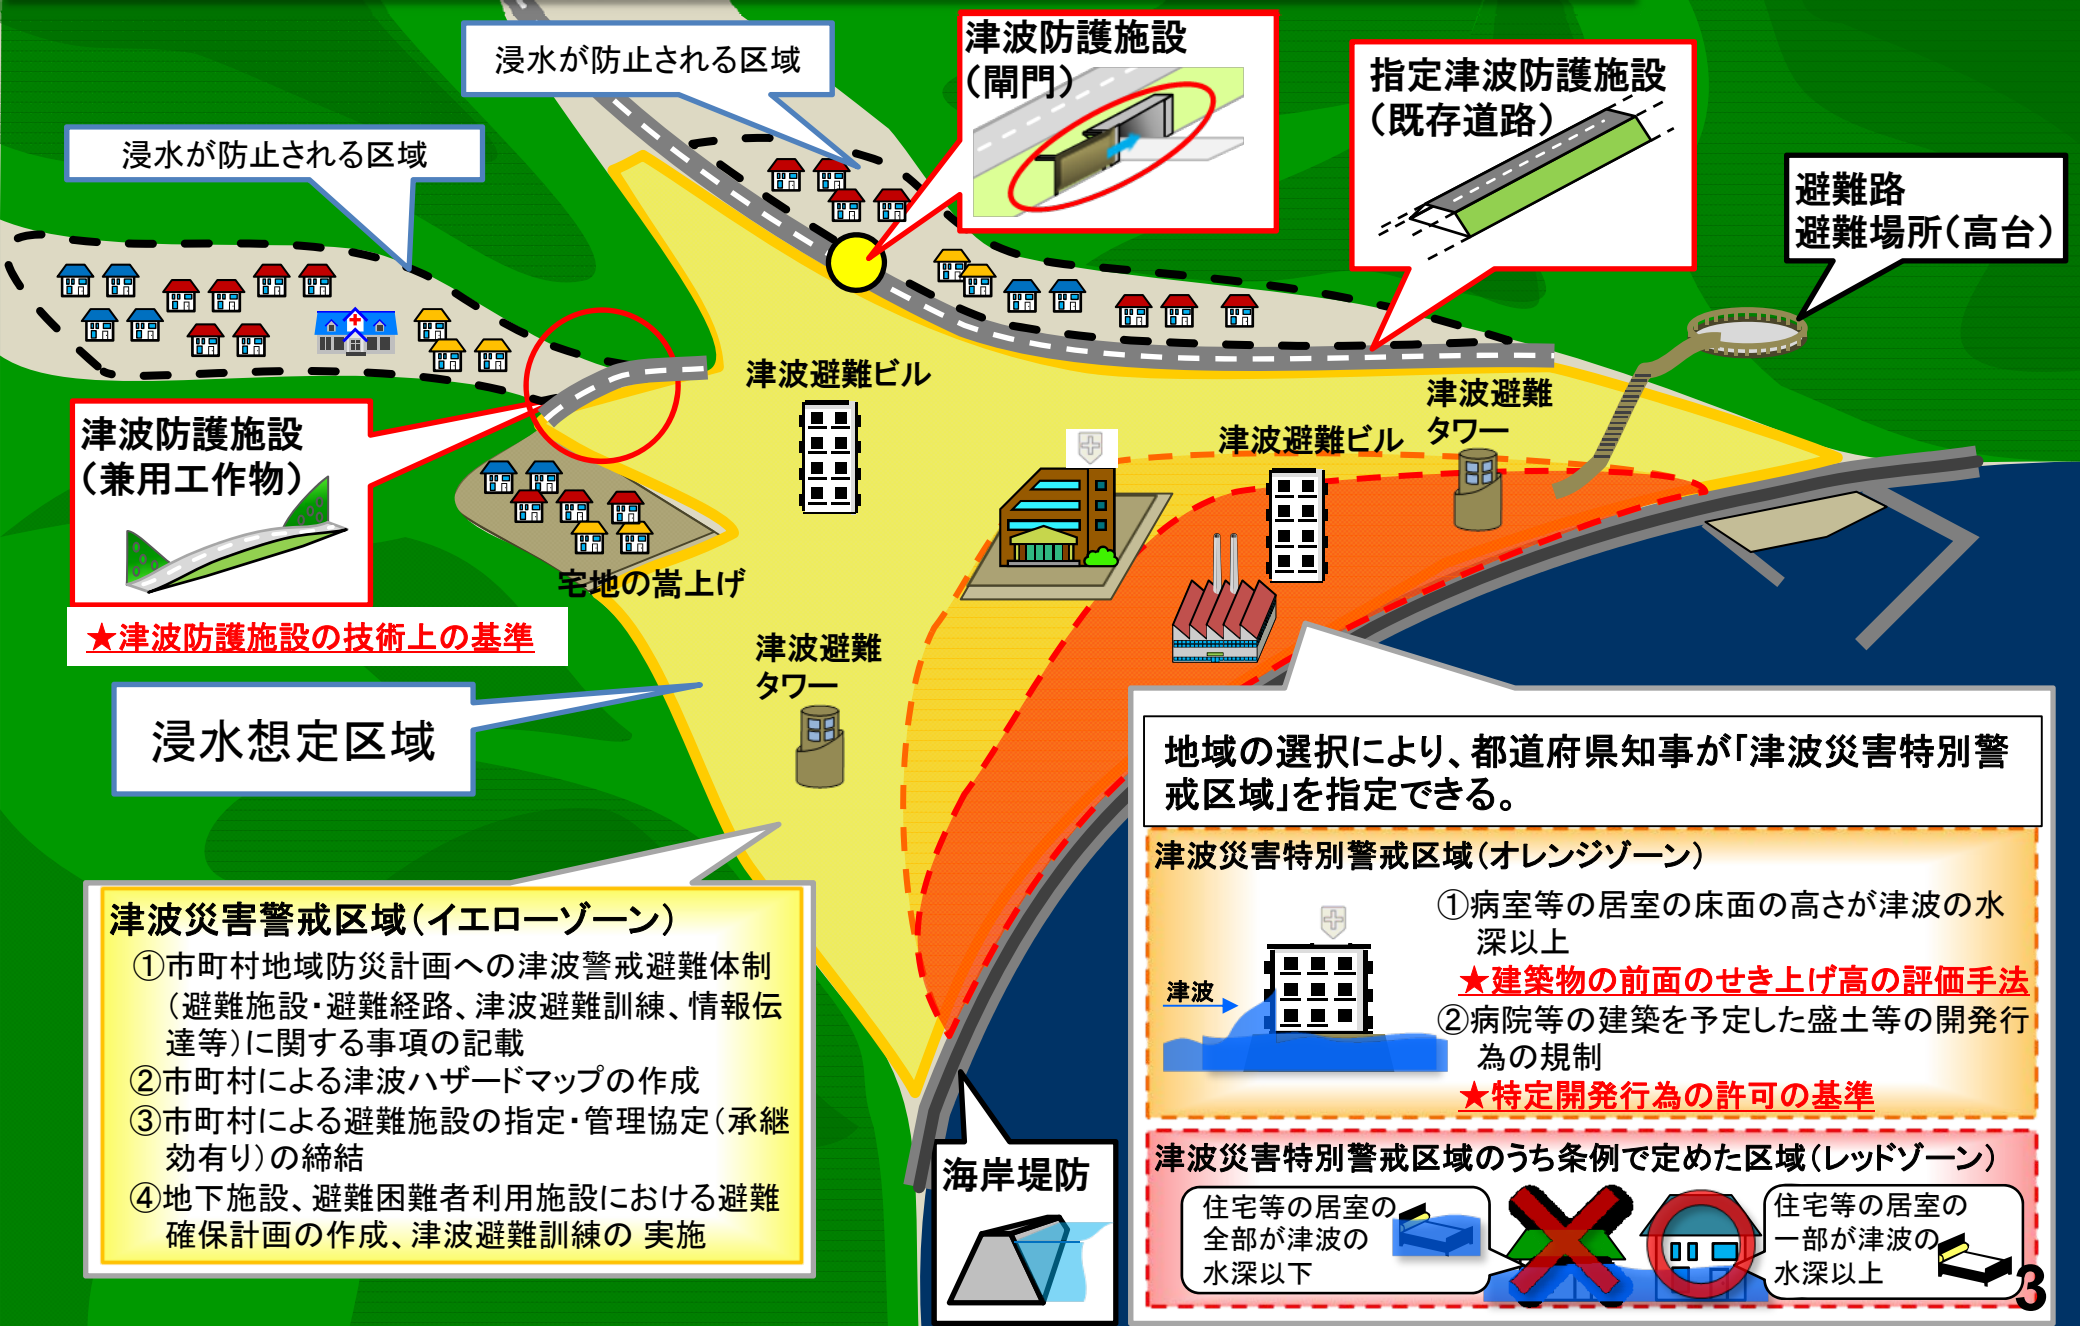 浸水が防止される区域
津波防護施設
（閘門）
指定津波防護施設
（既存道路）
浸水が防止される区域
避難路
避難場所（高台）
津波避難ビル
津波避難
タワー
津波避難ビル
津波防護施設
（兼用工作物）
宅地の嵩上げ
★津波防護施設の技術上の基準
津波避難
タワー
浸水想定区域
津波災害警戒区域（イエローゾーン）
①市町村地域防災計画への津波警戒避難体制
（避難施設・避難経路、津波避難訓練、情報伝
達等）に関する事項の記載
②市町村による津波ハザードマップの作成
③市町村による避難施設の指定・管理協定（承継
効有り）の締結
④地下施設、避難困難者利用施設における避難
確保計画の作成、津波避難訓練の 実施
海岸堤防
地域の選択により、都道府県知事が「津波災害特別警
戒区域」を指定できる。
津波災害特別警戒区域（オレンジゾーン）
津波
①病室等の居室の床面の高さが津波の水
深以上
★建築物の前面のせき上げ高の評価手法
②病院等の建築を予定した盛土等の開発行
為の規制
★特定開発行為の許可の基準
津波災害特別警戒区域のうち条例で定めた区域（レッドゾーン）
住宅等の居室の
全部が津波の
水深以下
住宅等の居室の
一部が津波の
水深以上
3